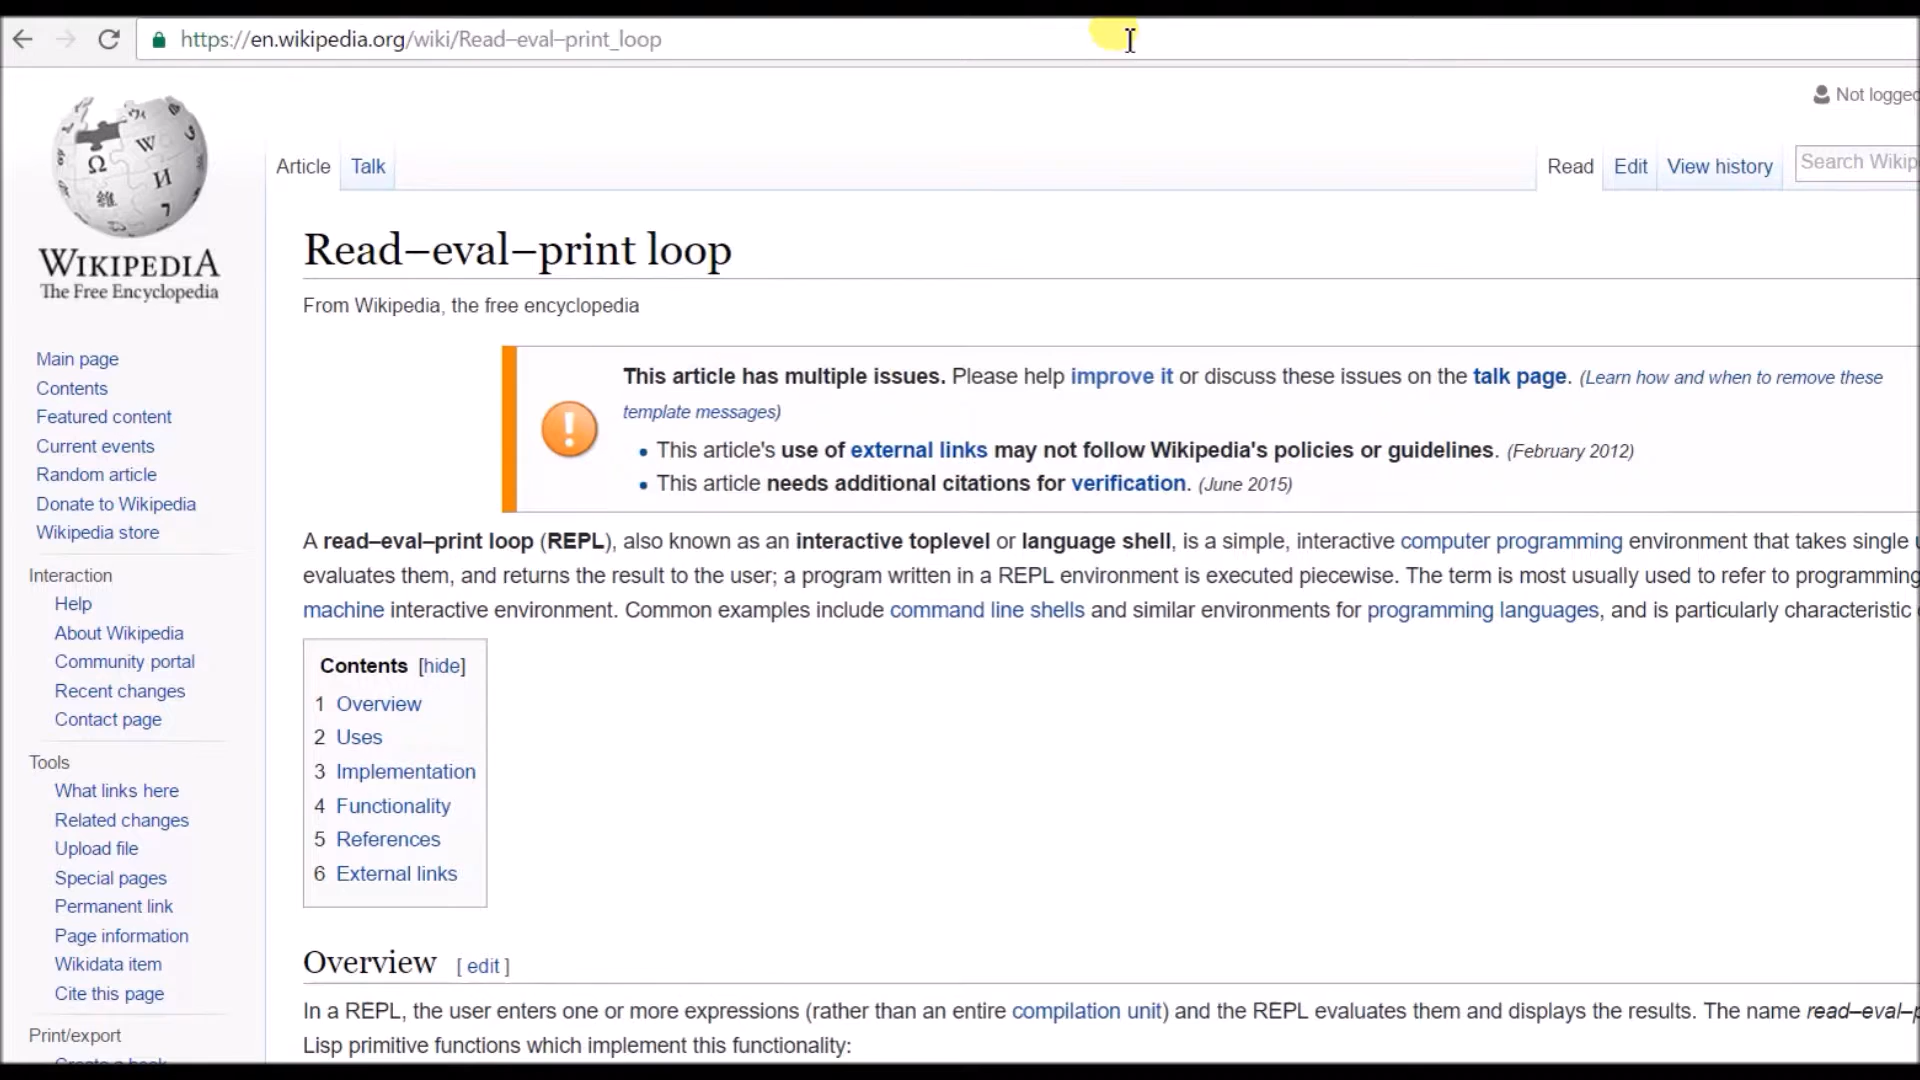 https://en.wikipedia.org/wiki/Read–eval–print_loop
Not logged
Article
Talk
Read
Edit
View history
Search Wikip
WIKIPEDIA
The Free Encyclopedia
Main page
Contents
Featured content
Current events
Random article
Donate to Wikipedia
Wikipedia store
Interaction
Help
About Wikipedia
Community portal
Recent changes
Contact page
Tools
What links here
Related changes
Upload file
Special pages
Permanent link
Page information
Wikidata item
Cite this page
Print/export
Read–eval–print loop
From Wikipedia, the free encyclopedia
This article has multiple issues. Please help improve it or discuss these issues on the talk page. (Learn how and when to remove these
template messages)
• This article's use of external links may not follow Wikipedia's policies or guidelines. (February 2012)
• This article needs additional citations for verification. (June 2015)
A read–eval–print loop (REPL), also known as an interactive toplevel or language shell, is a simple, interactive computer programming environment that takes single
evaluates them, and returns the result to the user; a program written in a REPL environment is executed piecewise. The term is most usually used to refer to programming
machine interactive environment. Common examples include command line shells and similar environments for programming languages, and is particularly characteristic
Contents [hide]
1 Overview
2 Uses
3 Implementation
4 Functionality
5 References
6 External links
Overview [ edit ]
In a REPL, the user enters one or more expressions (rather than an entire compilation unit) and the REPL evaluates them and displays the results. The name read–eval–p
Lisp primitive functions which implement this functionality: